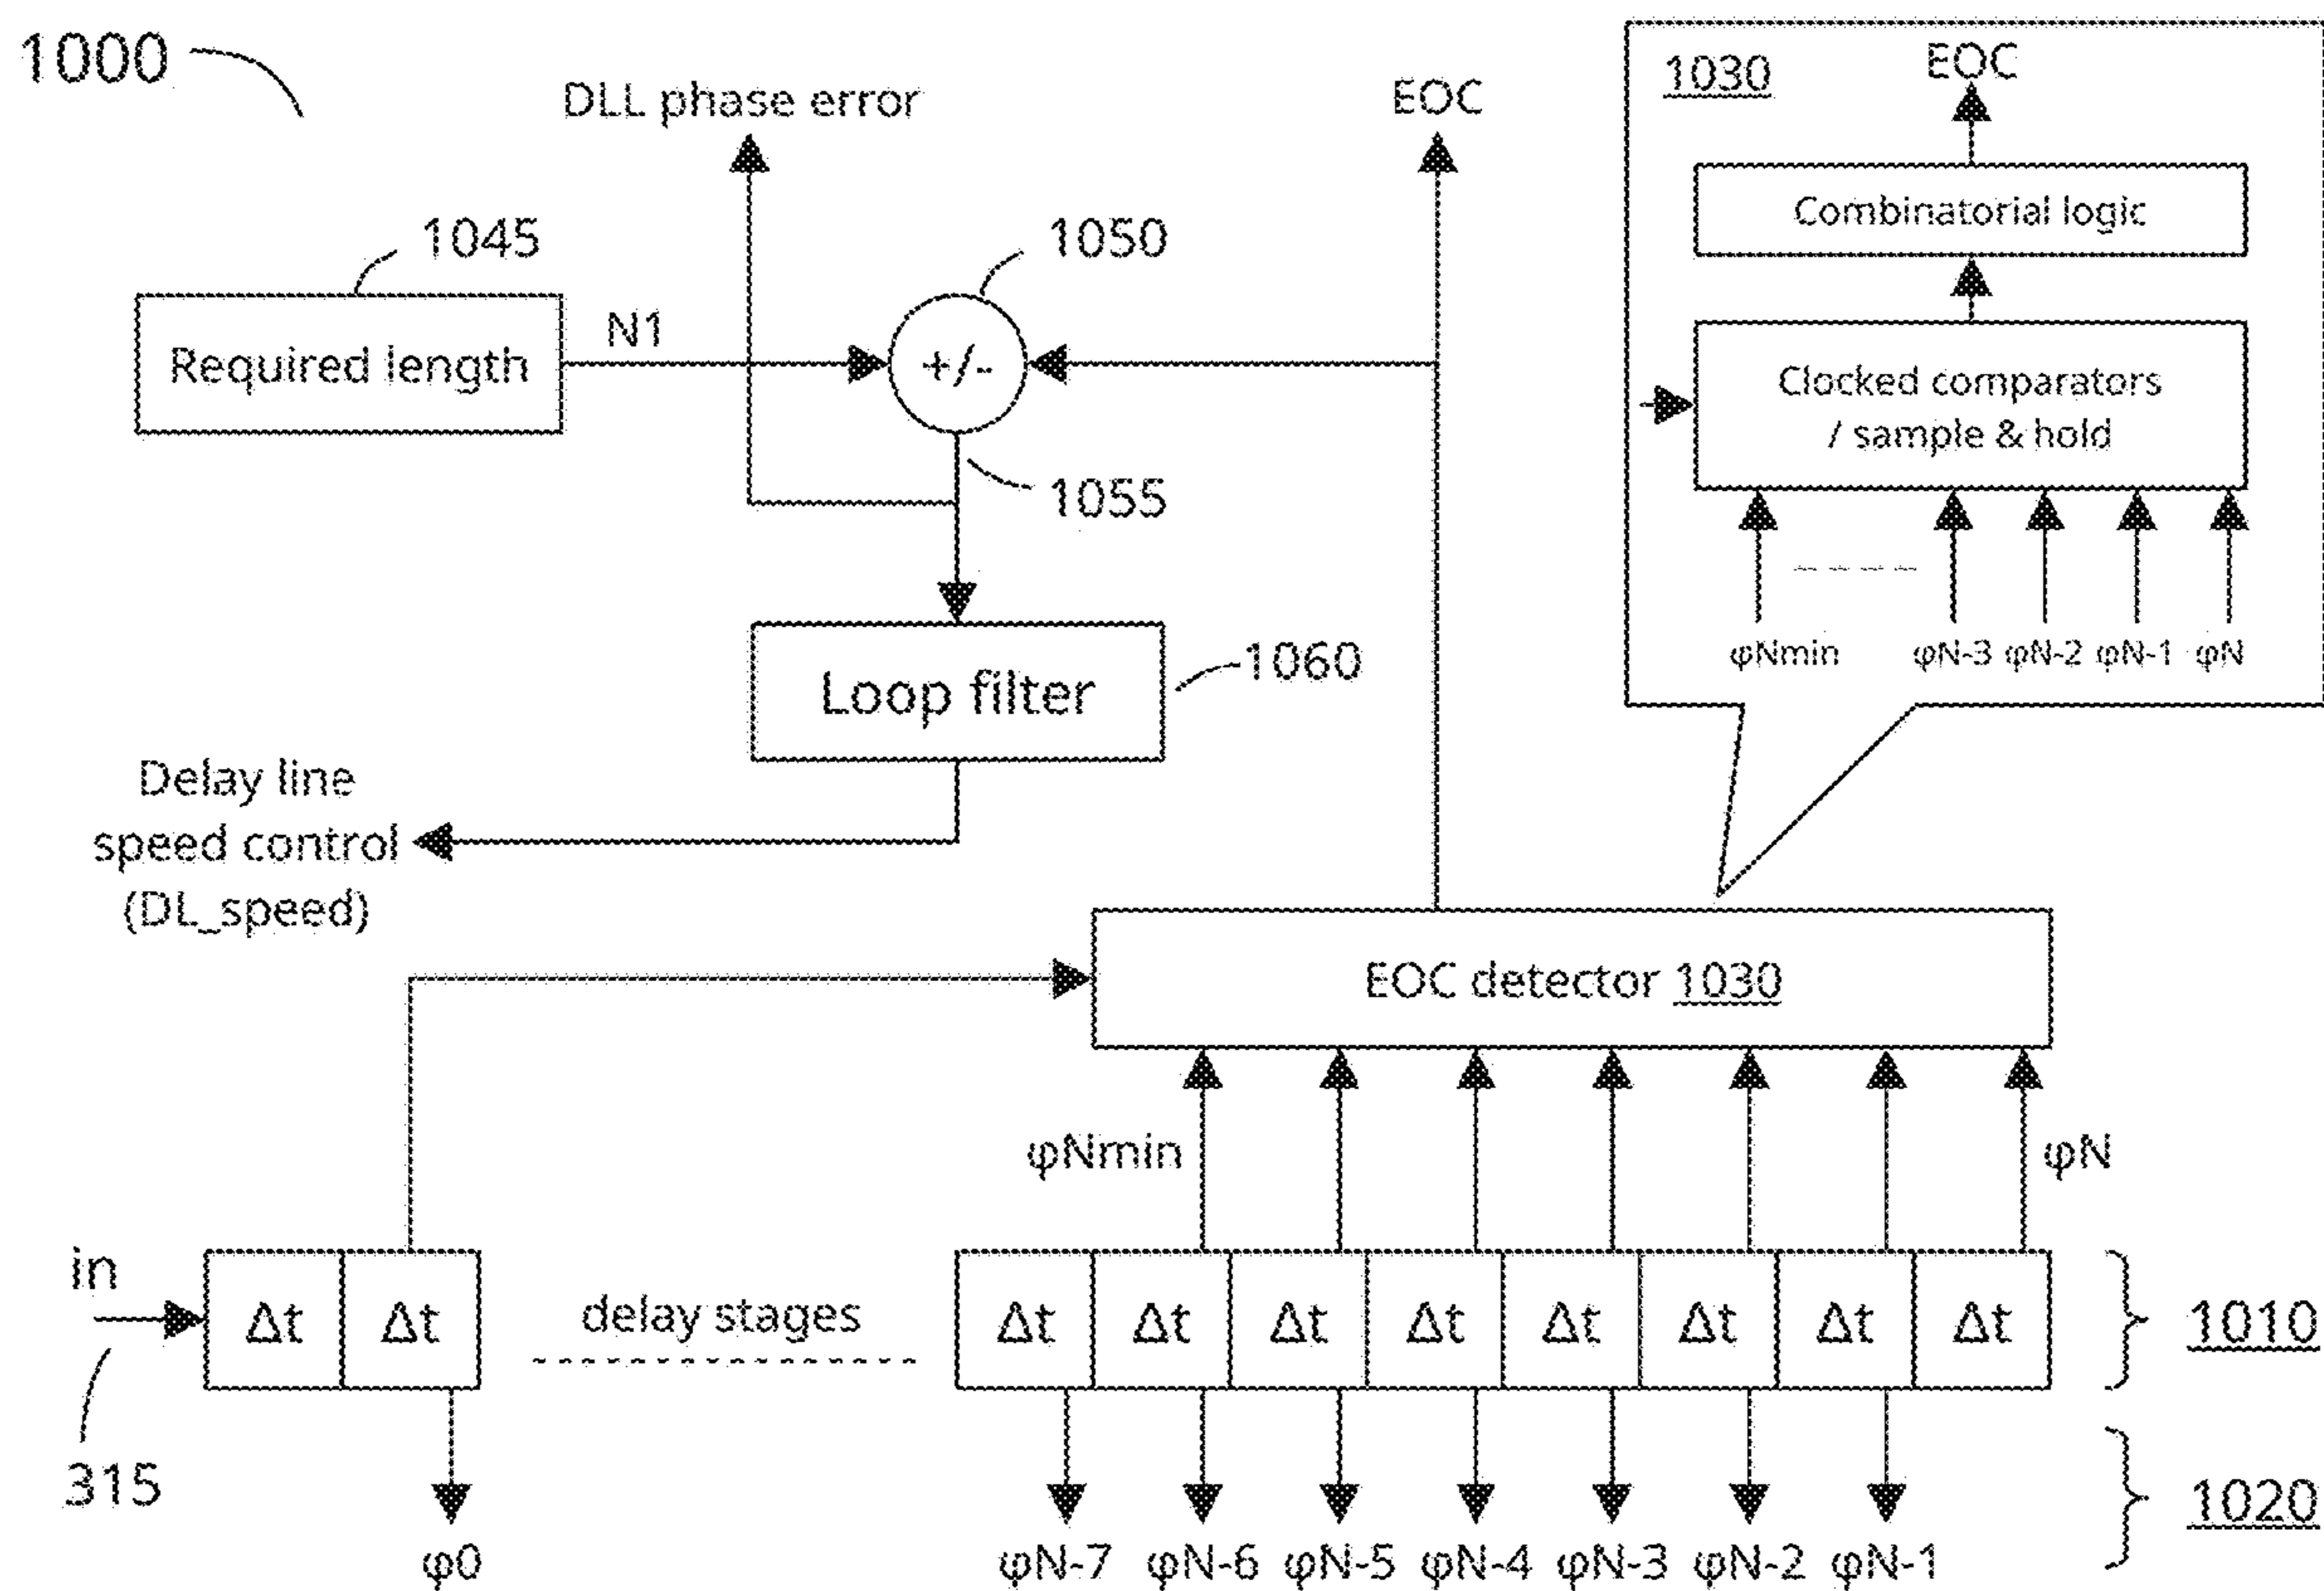 1000
DLL phase error
EOC
1030
EOC
Combinatorial logic
1045
1050
Required length
N1
+/-
Clocked comparators
/ sample & hold
1055
φNmin
φN-3 φN-2 φN-1 φN
Loop filter
1060
Delay line
speed control
(DL_speed)
EOC detector 1030
φNmin
φN
in
Δt Δt
delay stages
Δt Δt Δt Δt Δt Δt Δt Δt
1010
315
1020
φ0
φN-7 φN-6 φN-5 φN-4 φN-3 φN-2 φN-1